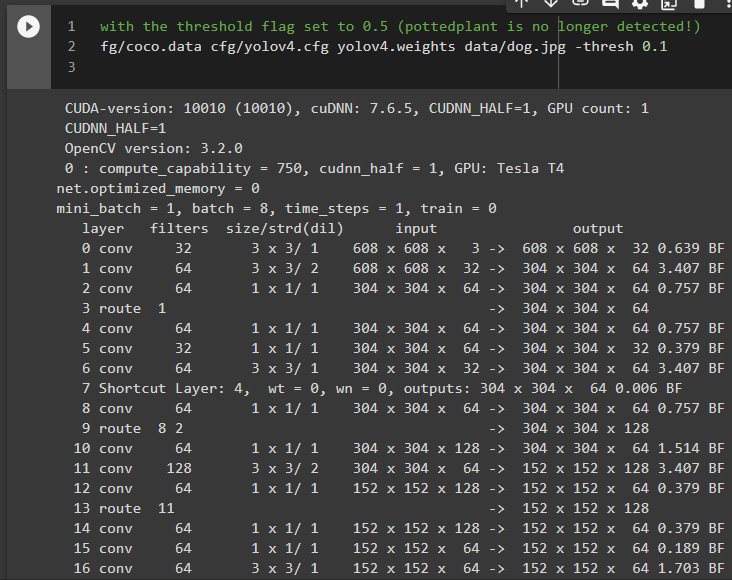 1 with the threshold flag set to 0.5 (pottedplant is no longer detected!)
2 fg/coco.data cfg/yolov4.cfg yolov4.weights data/dog.jpg -thresh 0.1
3
CUDA-version: 10010 (10010), cuDNN: 7.6.5, CUDNN_HALF=1, GPU count: 1
CUDNN_HALF=1
OpenCV version: 3.2.0
0 : compute_capability = 750, cudnn_half = 1, GPU: Tesla T4
net.optimized_memory = 0
mini_batch = 1, batch = 8, time_steps = 1, train = 0
layer filters size/strd(dil) input output
0 conv 32 3 x 3/ 1 608 x 608 x 3 -> 608 x 608 x 32 0.639 BF
1 conv 64 3 x 3/ 2 608 x 608 x 32 -> 304 x 304 x 64 3.407 BF
2 conv 64 1 x 1/ 1 304 x 304 x 64 -> 304 x 304 x 64 0.757 BF
3 route 1 -> 304 x 304 x 64
4 conv 64 1 x 1/ 1 304 x 304 x 64 -> 304 x 304 x 64 0.757 BF
5 conv 32 1 x 1/ 1 304 x 304 x 64 -> 304 x 304 x 32 0.379 BF
6 conv 64 3 x 3/ 1 304 x 304 x 32 -> 304 x 304 x 64 3.407 BF
7 Shortcut Layer: 4, wt = 0, wn = 0, outputs: 304 x 304 x 64 0.006 BF
8 conv 64 1 x 1/ 1 304 x 304 x 64 -> 304 x 304 x 64 0.757 BF
9 route 8 2 -> 304 x 304 x 128
10 conv 64 1 x 1/ 1 304 x 304 x 128 -> 304 x 304 x 64 1.514 BF
11 conv 128 3 x 3/ 2 304 x 304 x 64 -> 152 x 152 x 128 3.407 BF
12 conv 64 1 x 1/ 1 152 x 152 x 128 -> 152 x 152 x 64 0.379 BF
13 route 11 -> 152 x 152 x 128
14 conv 64 1 x 1/ 1 152 x 152 x 128 -> 152 x 152 x 64 0.379 BF
15 conv 64 1 x 1/ 1 152 x 152 x 64 -> 152 x 152 x 64 0.189 BF
16 conv 64 3 x 3/ 1 152 x 152 x 64 -> 152 x 152 x 64 1.703 BF